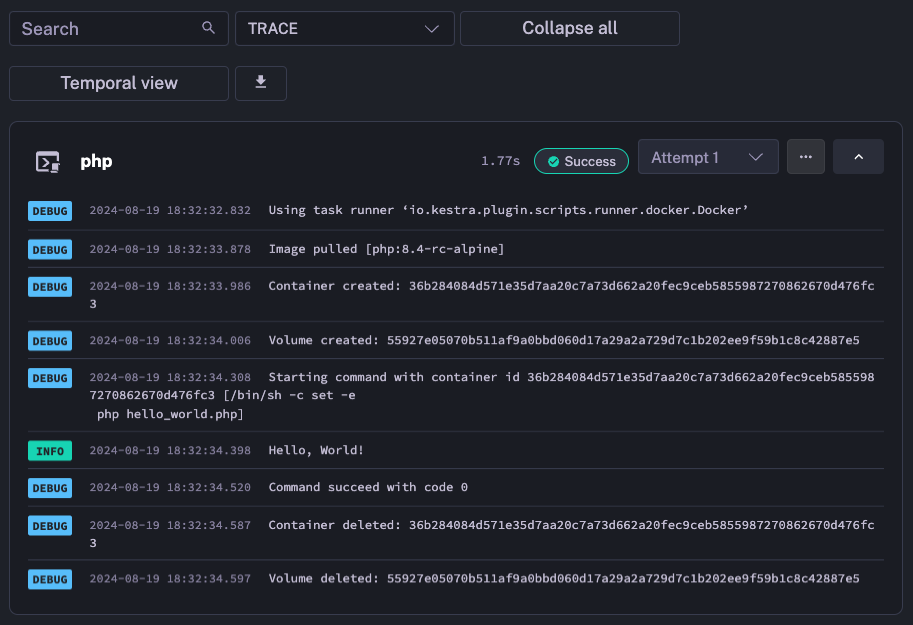 Search
TRACE
Collapse all
Temporal view
php
1.77s
Success
Attempt 1
DEBUG 2024-08-19 18:32:32.832 Using task runner ‘io.kestra.plugin.scripts.runner.docker.Docker’
DEBUG 2024-08-19 18:32:33.878 Image pulled [php:8.4-rc-alpine]
DEBUG 2024-08-19 18:32:33.986 Container created: 36b284084d571e35d7aa20c7a73d662a20fec9ceb5855987270862670d476fc
3
DEBUG 2024-08-19 18:32:34.006 Volume created: 55927e05070b511af9a0bbd060d17a29a2a729d7c1b202ee9f59b1c8c42887e5
DEBUG 2024-08-19 18:32:34.308 Starting command with container id 36b284084d571e35d7aa20c7a73d662a20fec9ceb585598
7270862670d476fc3 [/bin/sh -c set -e
php hello_world.php]
INFO 2024-08-19 18:32:34.398 Hello, World!
DEBUG 2024-08-19 18:32:34.520 Command succeed with code 0
DEBUG 2024-08-19 18:32:34.587 Container deleted: 36b284084d571e35d7aa20c7a73d662a20fec9ceb5855987270862670d476fc
3
DEBUG 2024-08-19 18:32:34.597 Volume deleted: 55927e05070b511af9a0bbd060d17a29a2a729d7c1b202ee9f59b1c8c42887e5